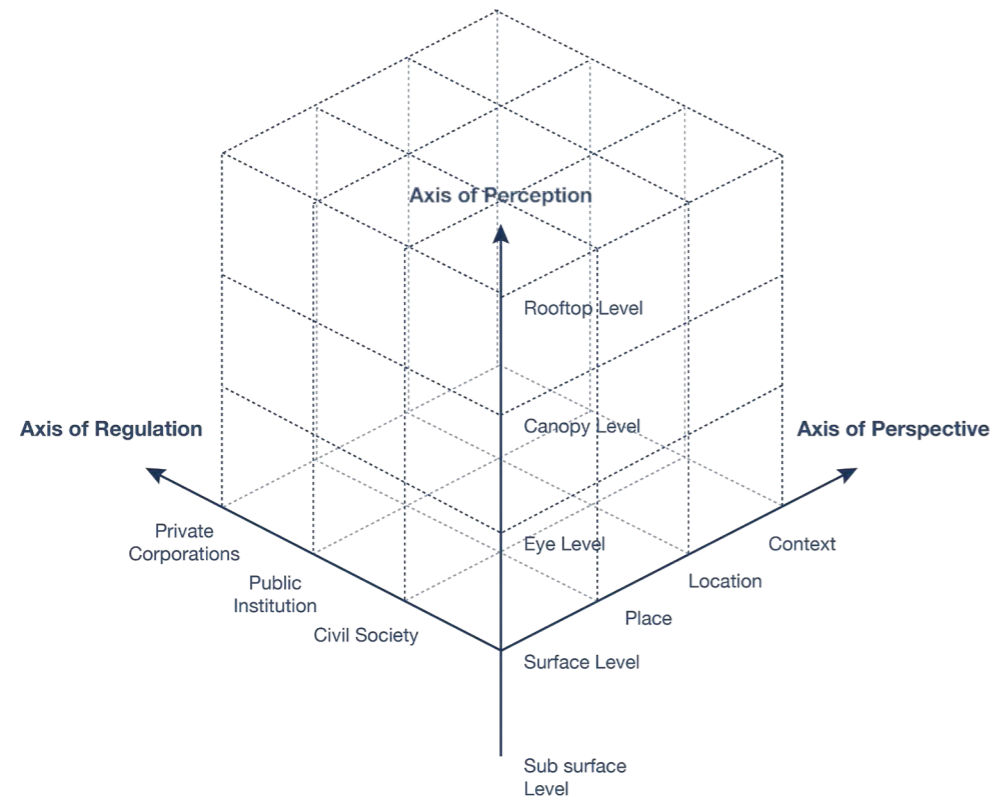 Axis of Perception
Rooftop Level
Canopy Level
Axis of Regulation
Axis of Perspective
Private
Corporations
Eye Level
Context
Public
Institution
Location
Civil Society
Place
Surface Level
Sub surface
Level